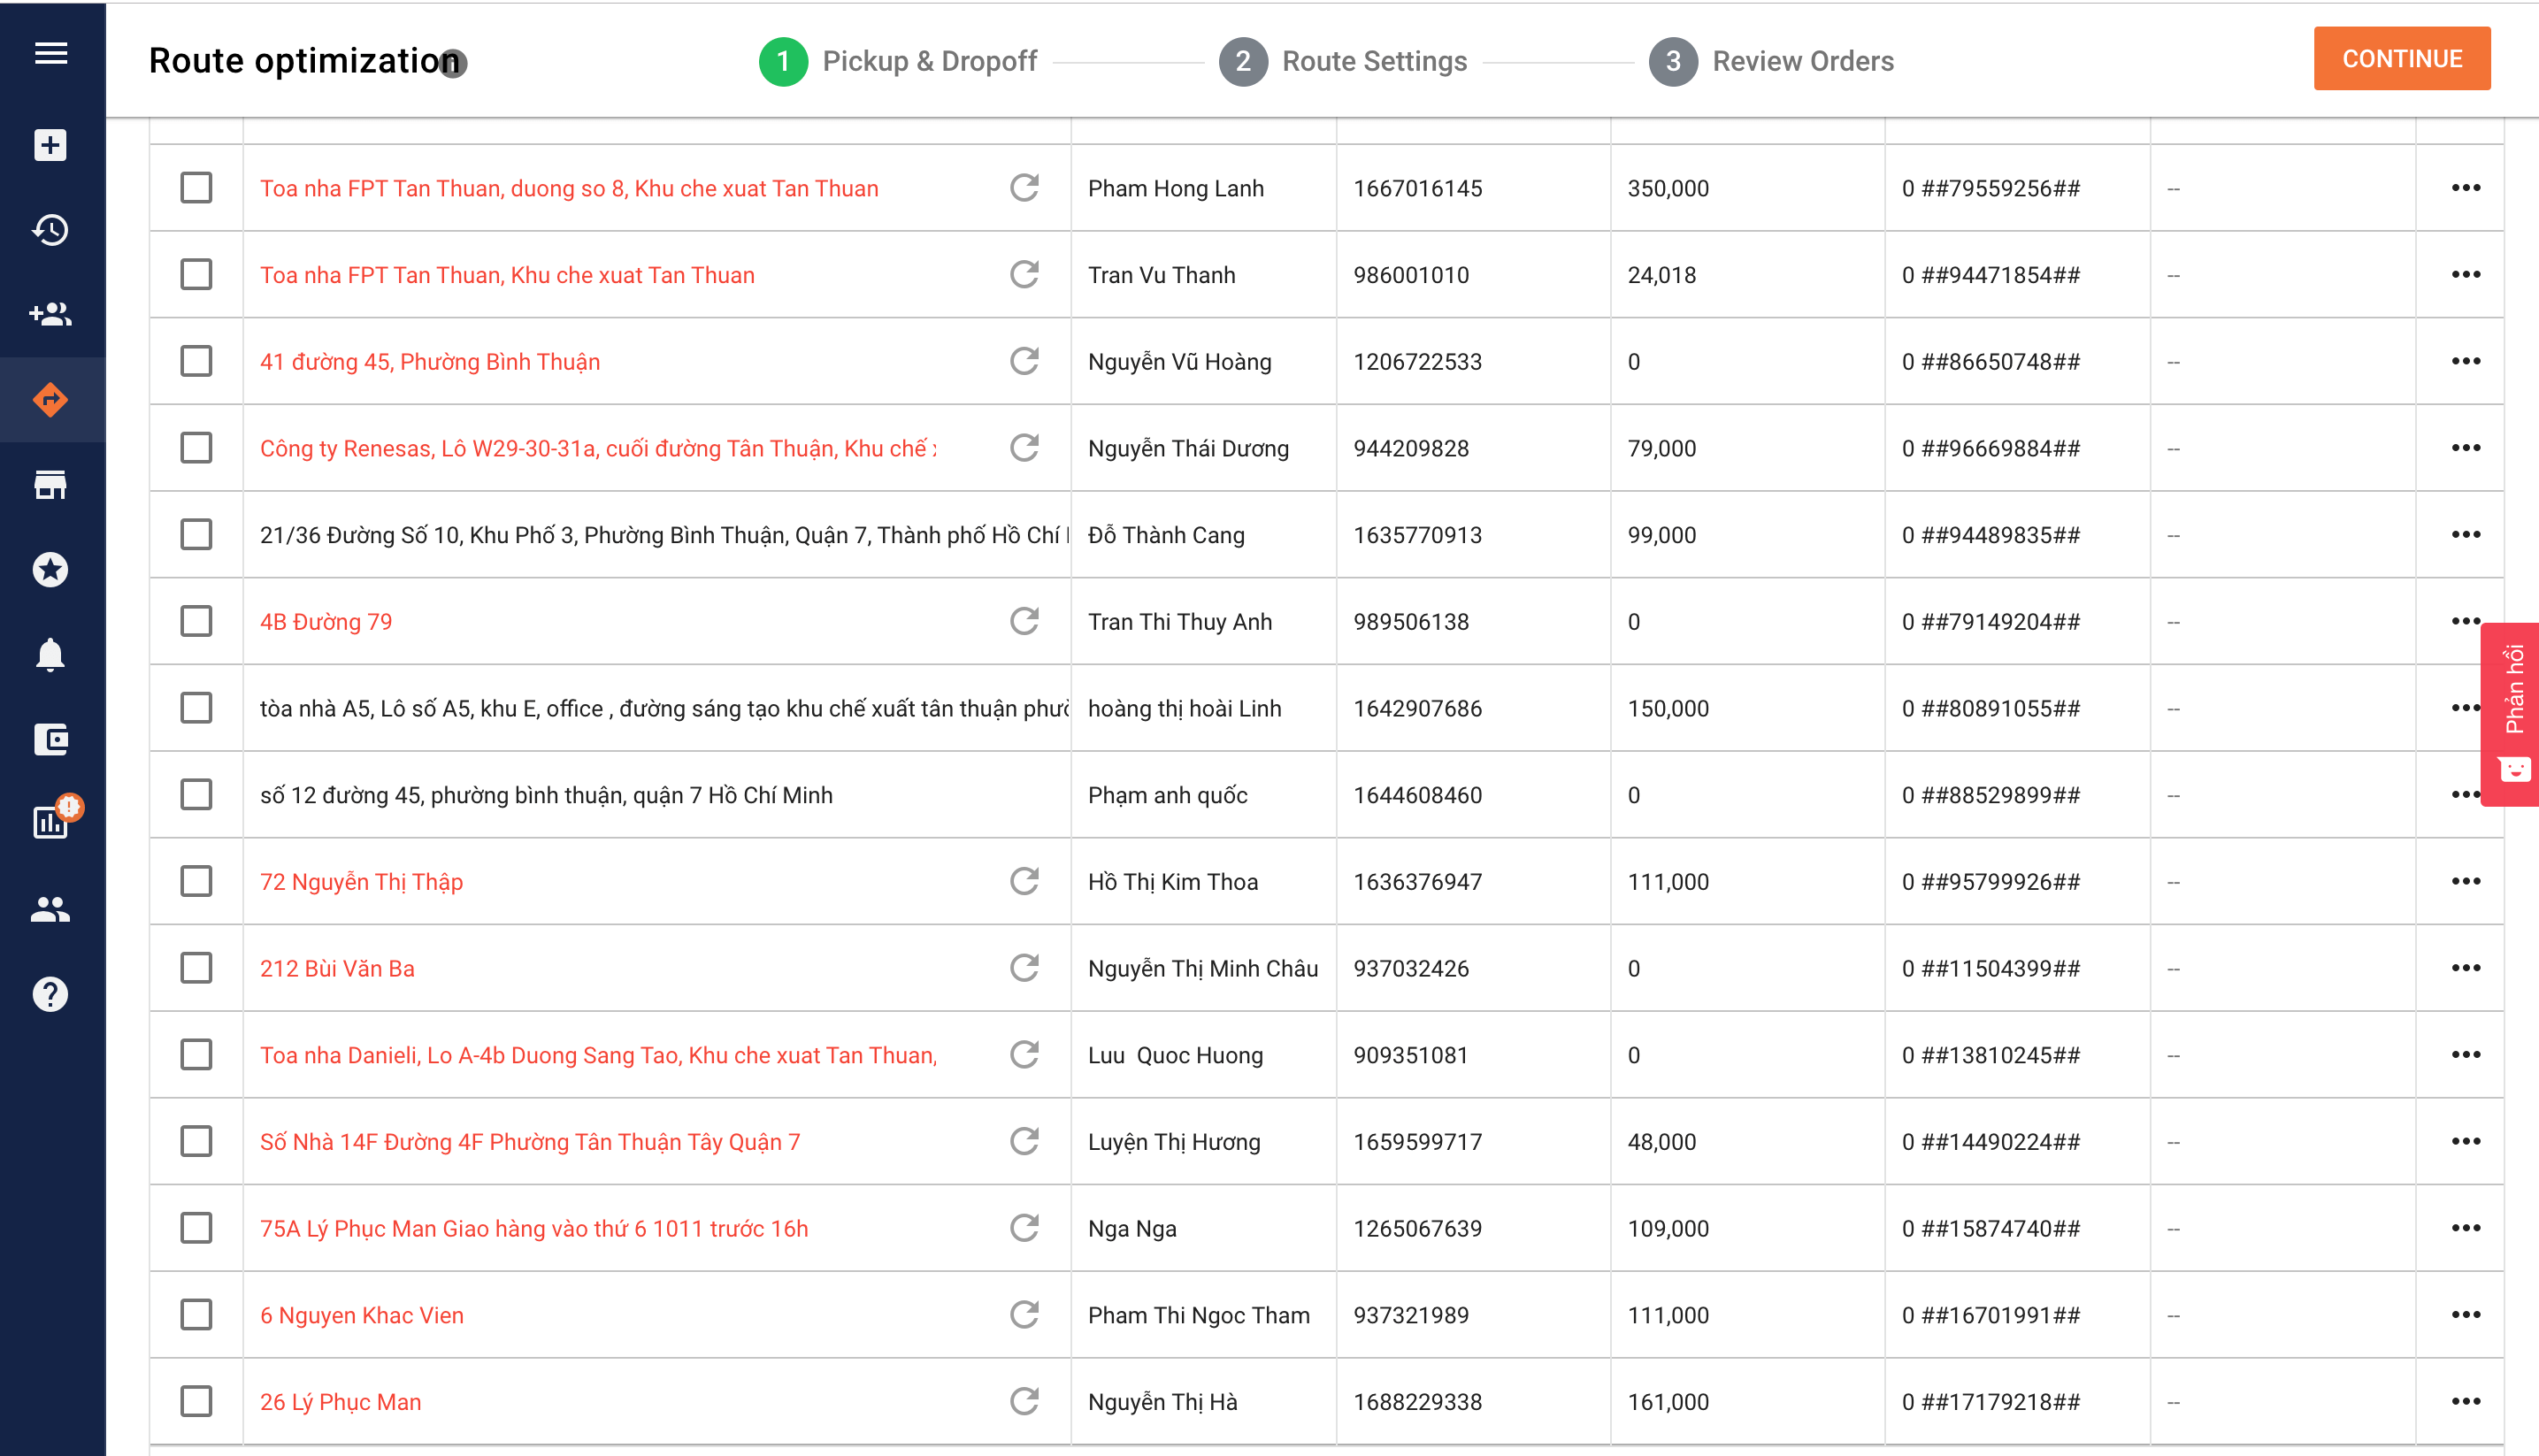 Route optimization
1 Pickup & Dropoff
2 Route Settings
3 Review Orders
CONTINUE
Toa nha FPT Tan Thuan, duong so 8, Khu che xuat Tan Thuan Pham Hong Lanh 1667016145 350,000 0 ##79559256## --
Toa nha FPT Tan Thuan, Khu che xuat Tan Thuan Tran Vu Thanh 986001010 24,018 0 ##94471854## --
41 đường 45, Phường Bình Thuận Nguyễn Vũ Hoàng 1206722533 0 0 ##86650748## --
Công ty Renesas, Lô W29-30-31a, cuối đường Tân Thuận, Khu chế Nguyễn Thái Dương 944209828 79,000 0 ##96669884## --
21/36 Đường Số 10, Khu Phố 3, Phường Bình Thuận, Quận 7, Thành phố Hồ Chí Đỗ Thành Cang 1635770913 99,000 0 ##94489835## --
4B Đường 79 Tran Thi Thuy Anh 989506138 0 0 ##79149204## --
tòa nhà A5, Lô số A5, khu E, office , đường sáng tạo khu chế xuất tân thuận hoàng thị hoài Linh 1642907686 150,000 0 ##80891055## --
số 12 đường 45, phường bình thuận, quận 7 Hồ Chí Minh Phạm anh quốc 1644608460 0 0 ##88529899## --
72 Nguyễn Thị Thập Hồ Thị Kim Thoa 1636376947 111,000 0 ##95799926## --
212 Bùi Văn Ba Nguyễn Thị Minh Châu 937032426 0 0 ##11504399## --
Toa nha Danieli, Lo A-4b Duong Sang Tao, Khu che xuat Tan Thuan, Luu Quoc Huong 909351081 0 0 ##13810245## --
Số Nhà 14F Đường 4F Phường Tân Thuận Tây Quận 7 Luyện Thị Hương 1659599717 48,000 0 ##14490224## --
75A Lý Phục Man Giao hàng vào thứ 6 1011 trước 16h Nga Nga 1265067639 109,000 0 ##15874740## --
6 Nguyen Khac Vien Pham Thi Ngoc Tham 937321989 111,000 0 ##16701991## --
26 Lý Phục Man Nguyễn Thị Hà 1688229338 161,000 0 ##17179218## --
Phản hồi